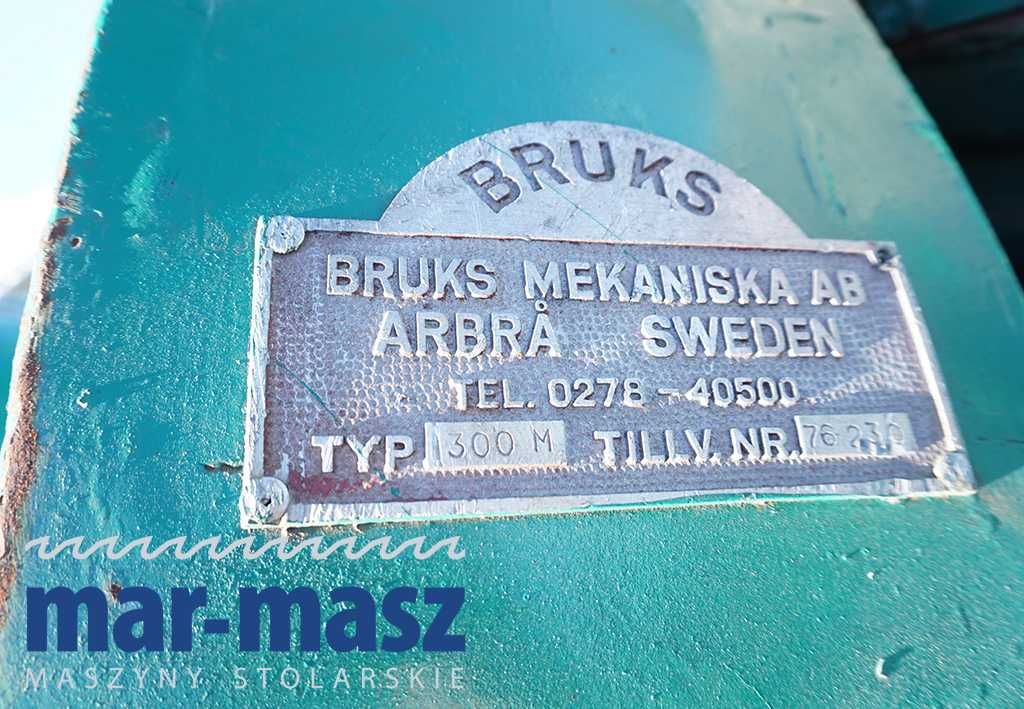 BRUKS
BRUKS MEKANISKA AB
ARBRÅ SWEDEN
TEL. 0278 - 40500
TYP 1300 M TILLV. NR. 76 230
mar-masz
MASZYNY STOLARSKIE